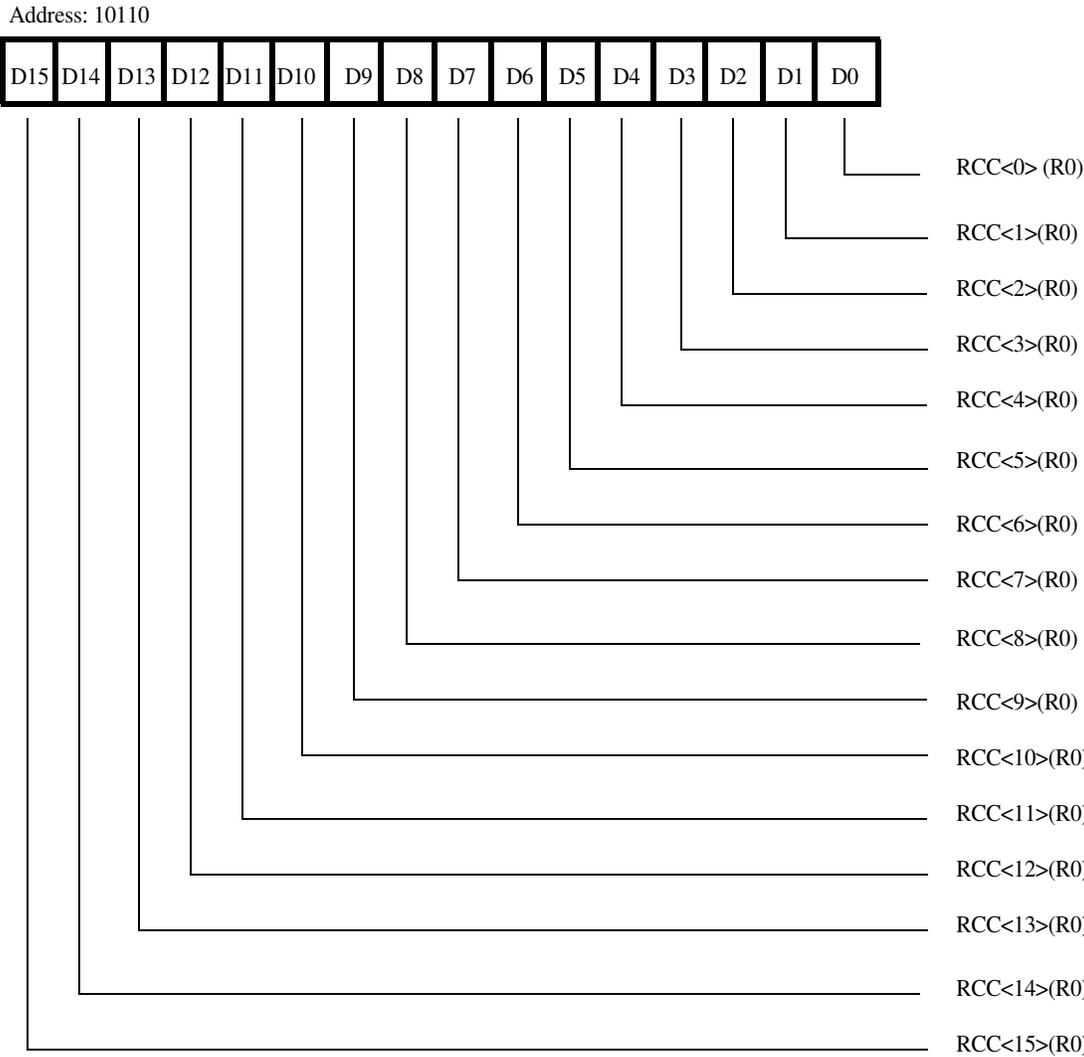 Address: 10110
D15 D14 D13 D12 D11 D10 D9 D8 D7 D6 D5 D4 D3 D2 D1 D0
RCC<0> (R0)
RCC<1>(R0)
RCC<2>(R0)
RCC<3>(R0)
RCC<4>(R0)
RCC<5>(R0)
RCC<6>(R0)
RCC<7>(R0)
RCC<8>(R0)
RCC<9>(R0)
RCC<10>(R0)
RCC<11>(R0)
RCC<12>(R0)
RCC<13>(R0)
RCC<14>(R0)
RCC<15>(R0)